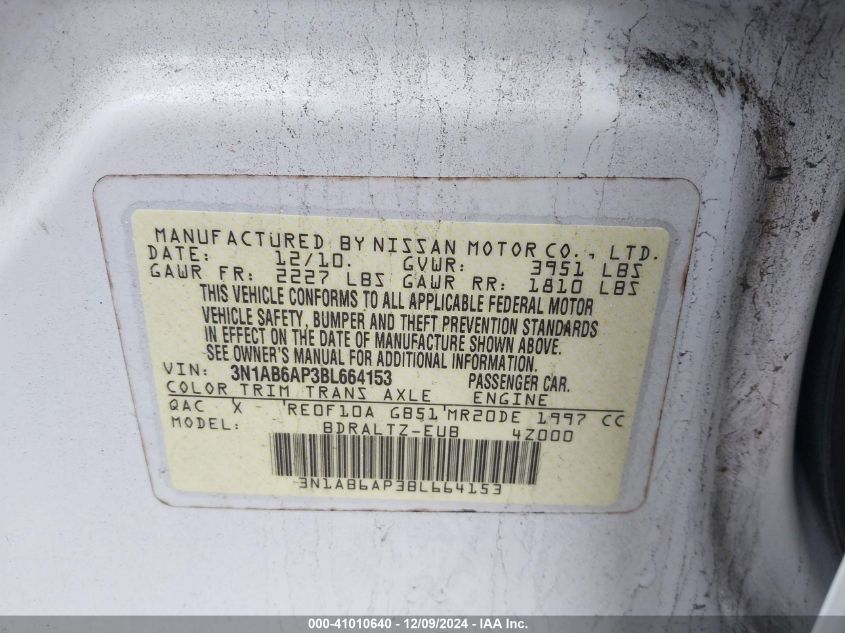 MANUFACTURED BY NISSAN MOTOR CO., LTD.
DATE: 12/10. GVWR: 3951 LBS
GAWR FR: 2227 LBS GAWR RR: 1810 LBS
THIS VEHICLE CONFORMS TO ALL APPLICABLE FEDERAL MOTOR
VEHICLE SAFETY, BUMPER AND THEFT PREVENTION STANDARDS
IN EFFECT ON THE DATE OF MANUFACTURE SHOWN ABOVE.
SEE OWNER'S MANUAL FOR ADDITIONAL INFORMATION.
VIN: 3N1AB6AP3BL664153 PASSENGER CAR.
COLOR TRIM TRANS AXLE ENGINE
QAC X RE0F10A GB51 MR20DE 1997 CC
MODEL: BDRALTZ-EUB 4Z000
3N1AB6AP3BL664153
000-41010640 - 12/09/2024 - IAA Inc.